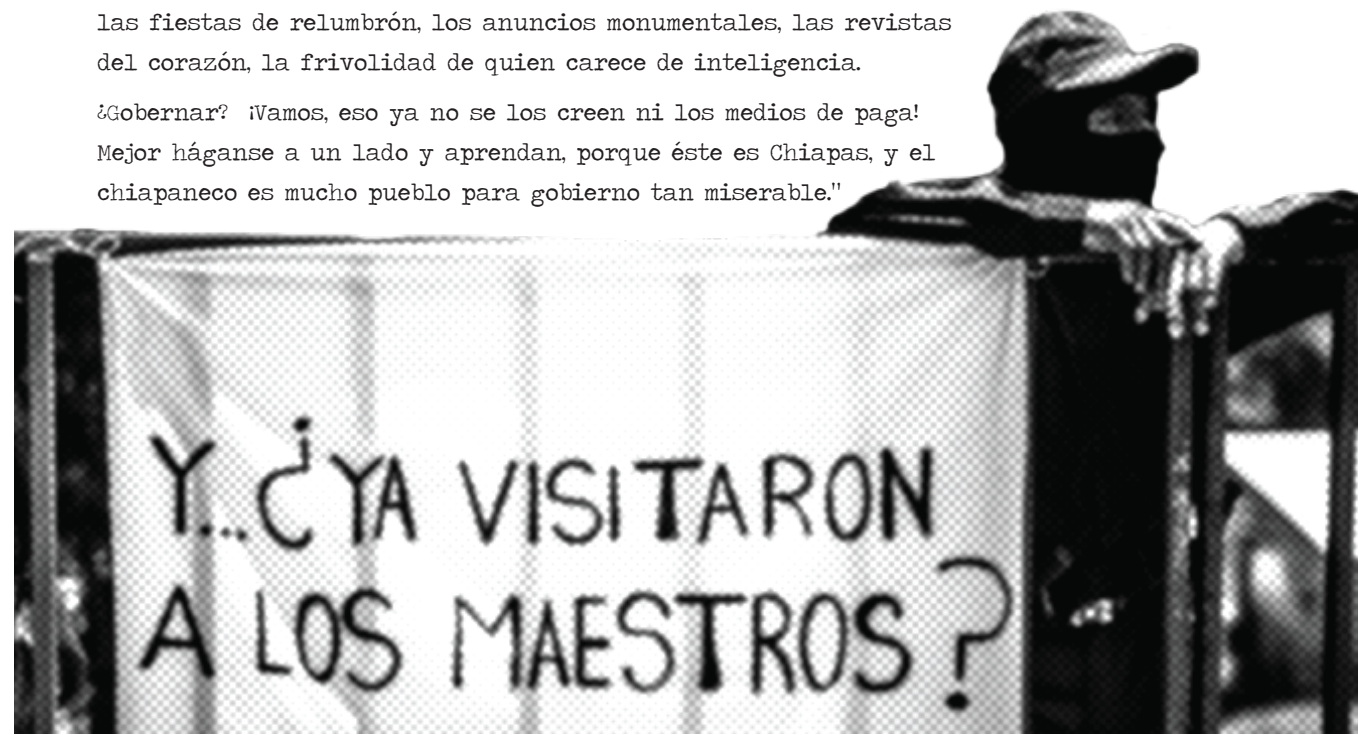 las fiestas de relumbrón, los anuncios monumentales, las revistas
del corazón, la frivolidad de quien carece de inteligencia.
¿Gobernar? ¡Vamos, eso ya no se los creen ni los medios de paga!
Mejor háganse a un lado y aprendan, porque éste es Chiapas, y el
chiapaneco es mucho pueblo para gobierno tan miserable."
Y...¿YA VISITARON
A LOS MAESTROS?